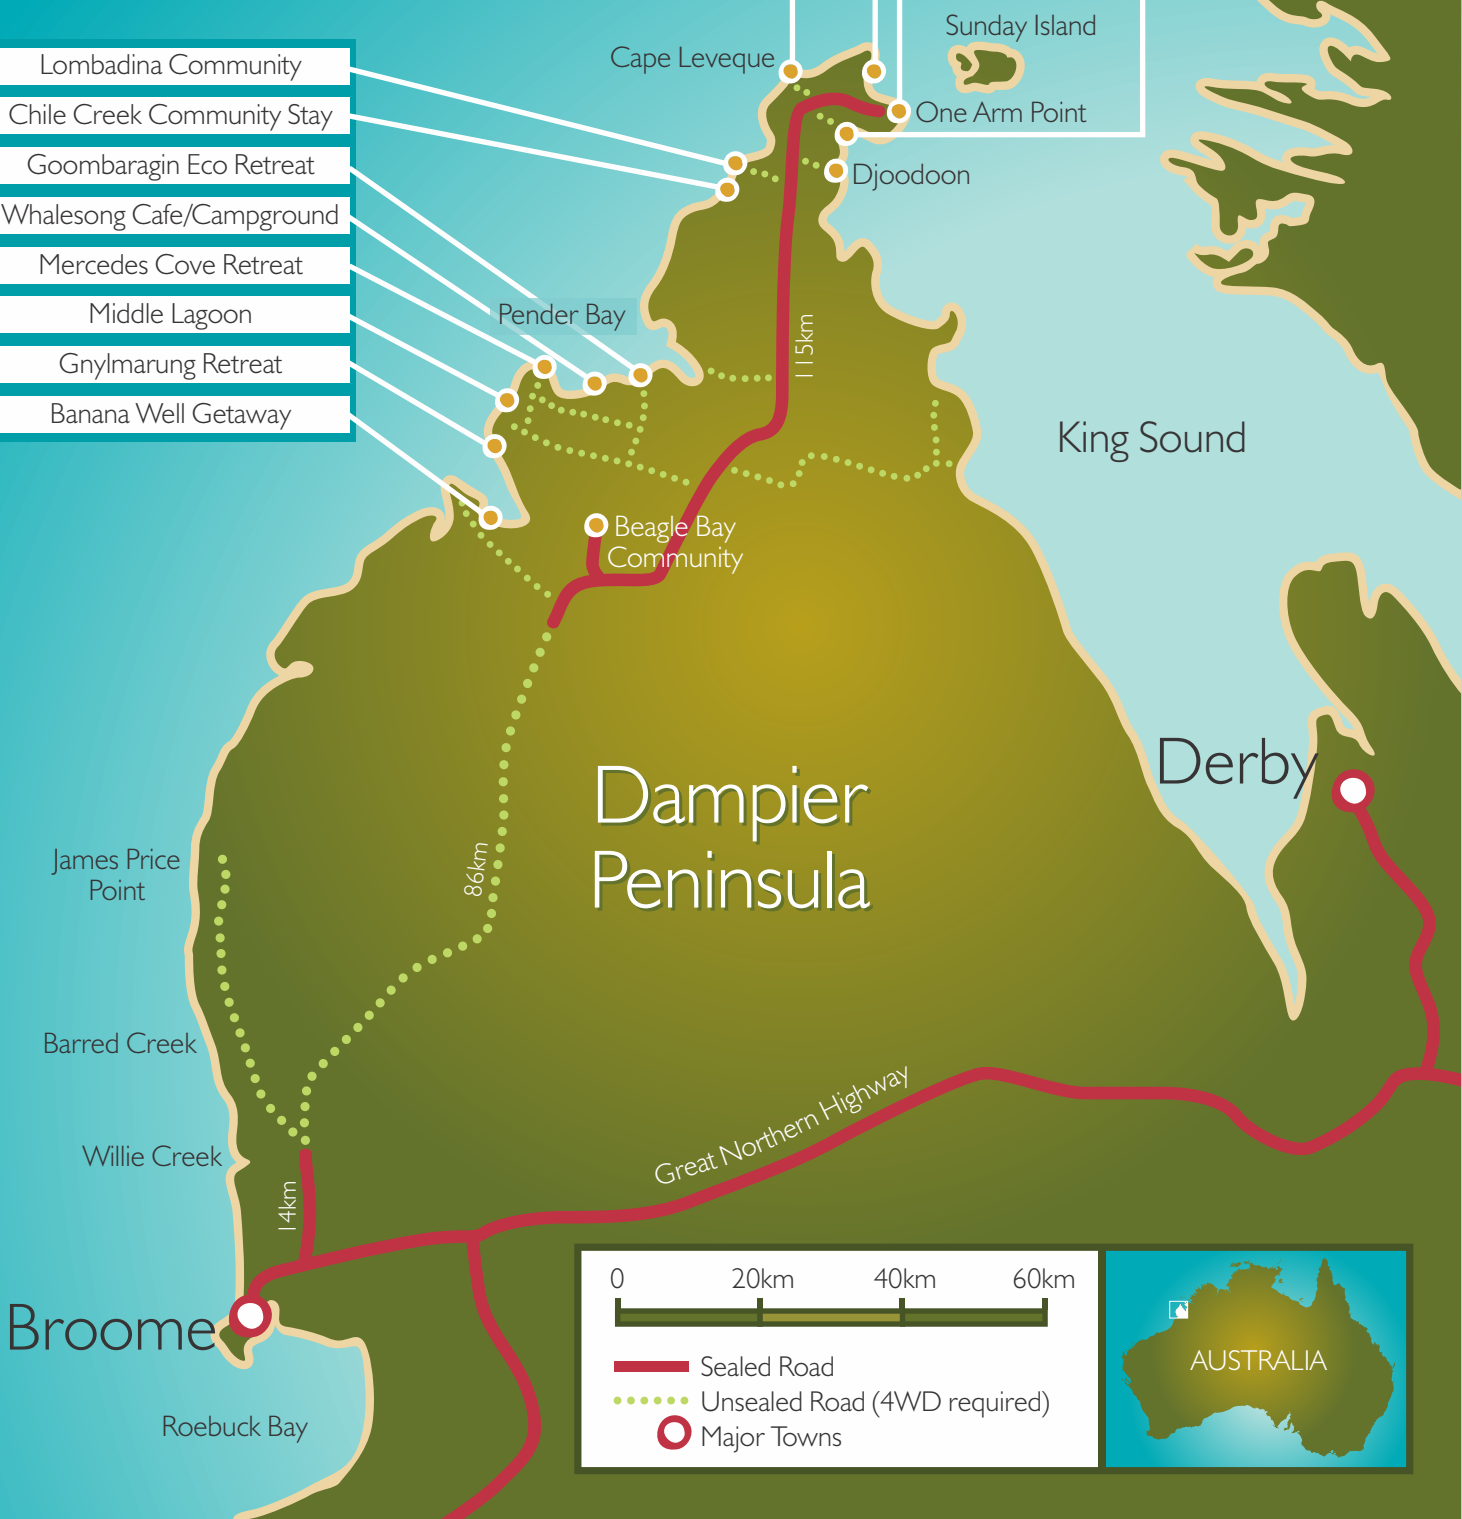 Lombadina Community
Chile Creek Community Stay
Goombaragin Eco Retreat
Whalesong Cafe/Campground
Mercedes Cove Retreat
Middle Lagoon
Gnylmarung Retreat
Banana Well Getaway
Cape Leveque
Sunday Island
One Arm Point
Djoodoon
Pender Bay
115km
King Sound
Beagle Bay
Community
Derby
Dampier
Peninsula
86km
James Price
Point
Barred Creek
Willie Creek
14km
Great Northern Highway
Broome
Roebuck Bay
0 20km 40km 60km
Sealed Road
Unsealed Road (4WD required)
Major Towns
AUSTRALIA